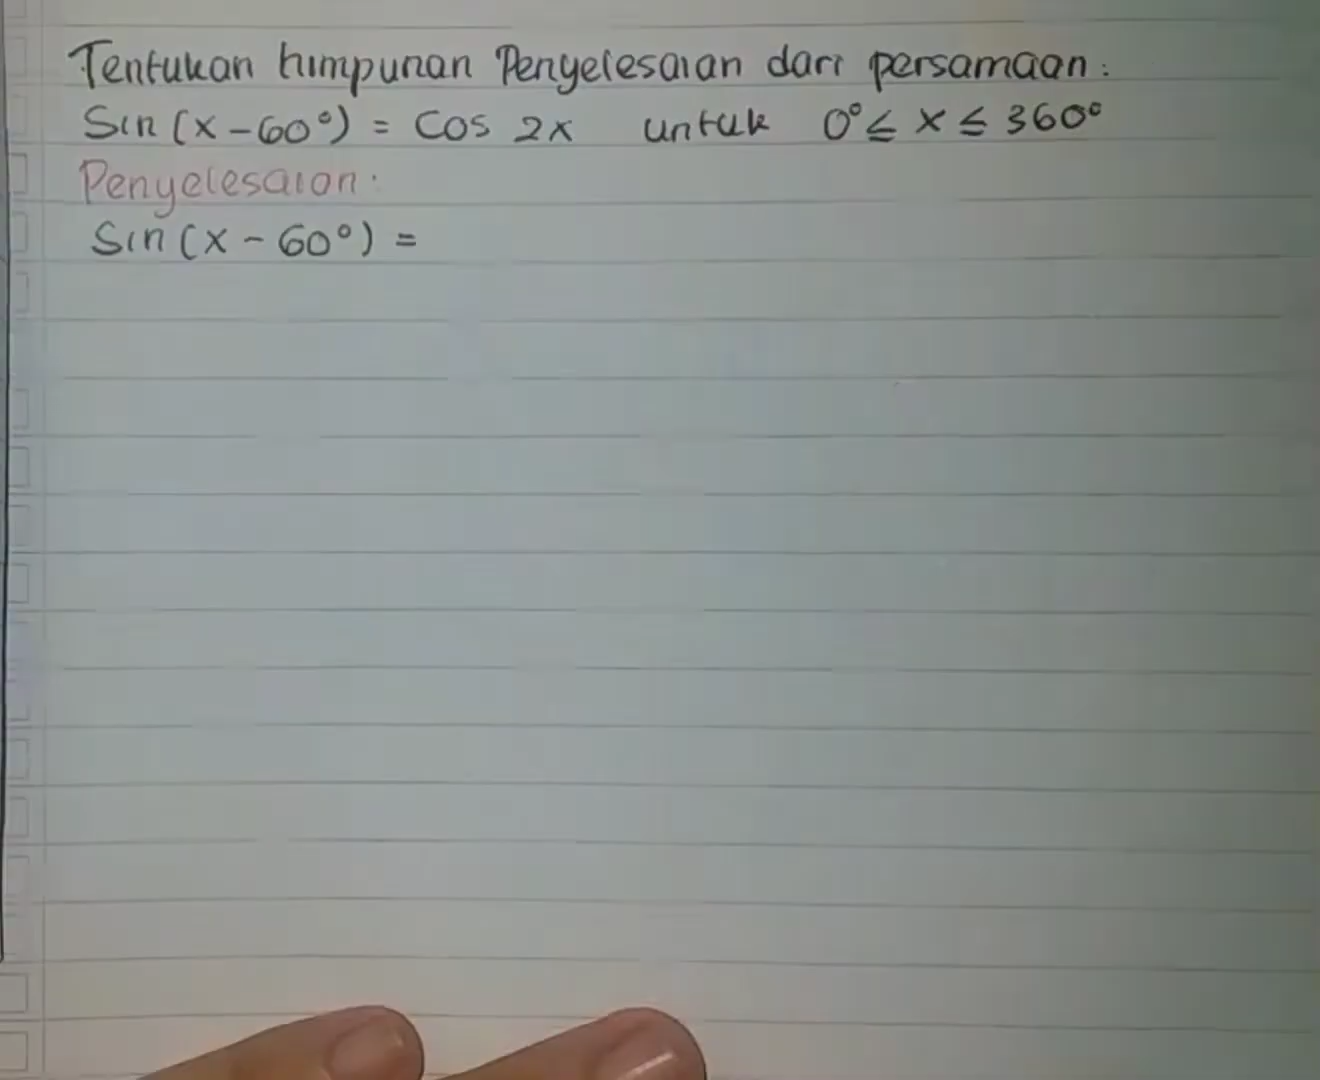 Tentukan himpunan Penyelesaian dari persamaan:
Sin (x - 60°) = Cos 2x untuk 0° ≤ x ≤ 360°
Penyelesaian:
Sin (x - 60°) =